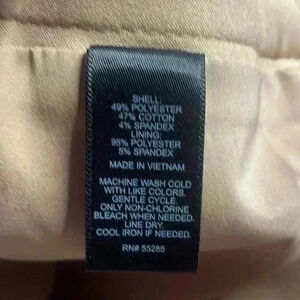 SHELL:
49% POLYESTER
47% COTTON
4% SPANDEX
LINING:
95% POLYESTER
5% SPANDEX
MADE IN VIETNAM
MACHINE WASH COLD
WITH LIKE COLORS.
GENTLE CYCLE.
ONLY NON-CHLORINE
BLEACH WHEN NEEDED.
LINE DRY.
COOL IRON IF NEEDED.
RN# 55285